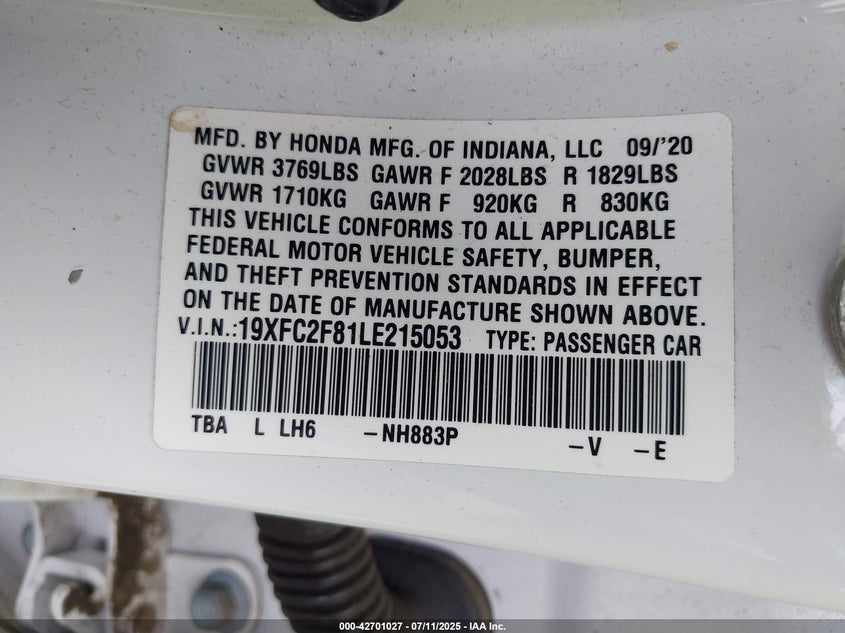 MFD. BY HONDA MFG. OF INDIANA, LLC 09/'20
GVWR 3769LBS GAWR F 2028LBS R 1829LBS
GVWR 1710KG GAWR F 920KG R 830KG
THIS VEHICLE CONFORMS TO ALL APPLICABLE
FEDERAL MOTOR VEHICLE SAFETY, BUMPER,
AND THEFT PREVENTION STANDARDS IN EFFECT
ON THE DATE OF MANUFACTURE SHOWN ABOVE.
V.I.N.:19XFC2F81LE215053 TYPE: PASSENGER CAR
TBA L LH6 -NH883P -V -E
000-42701027 - 07/11/2025 - IAA Inc.